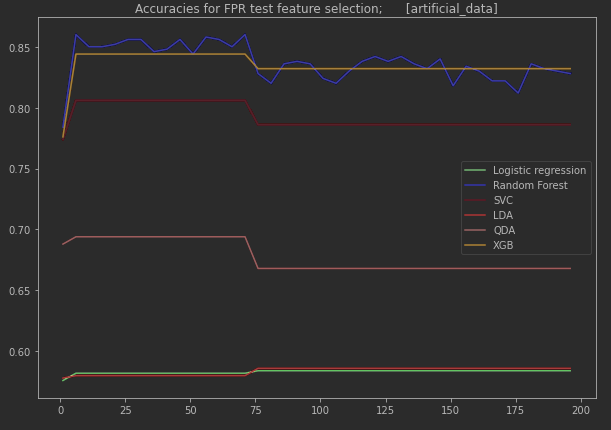 Accuracies for FPR test feature selection; [artificial_data]
0.85
0.80
0.75
0.70
0.65
0.60
Logistic regression
Random Forest
SVC
LDA
QDA
XGB
0 25 50 75 100 125 150 175 200